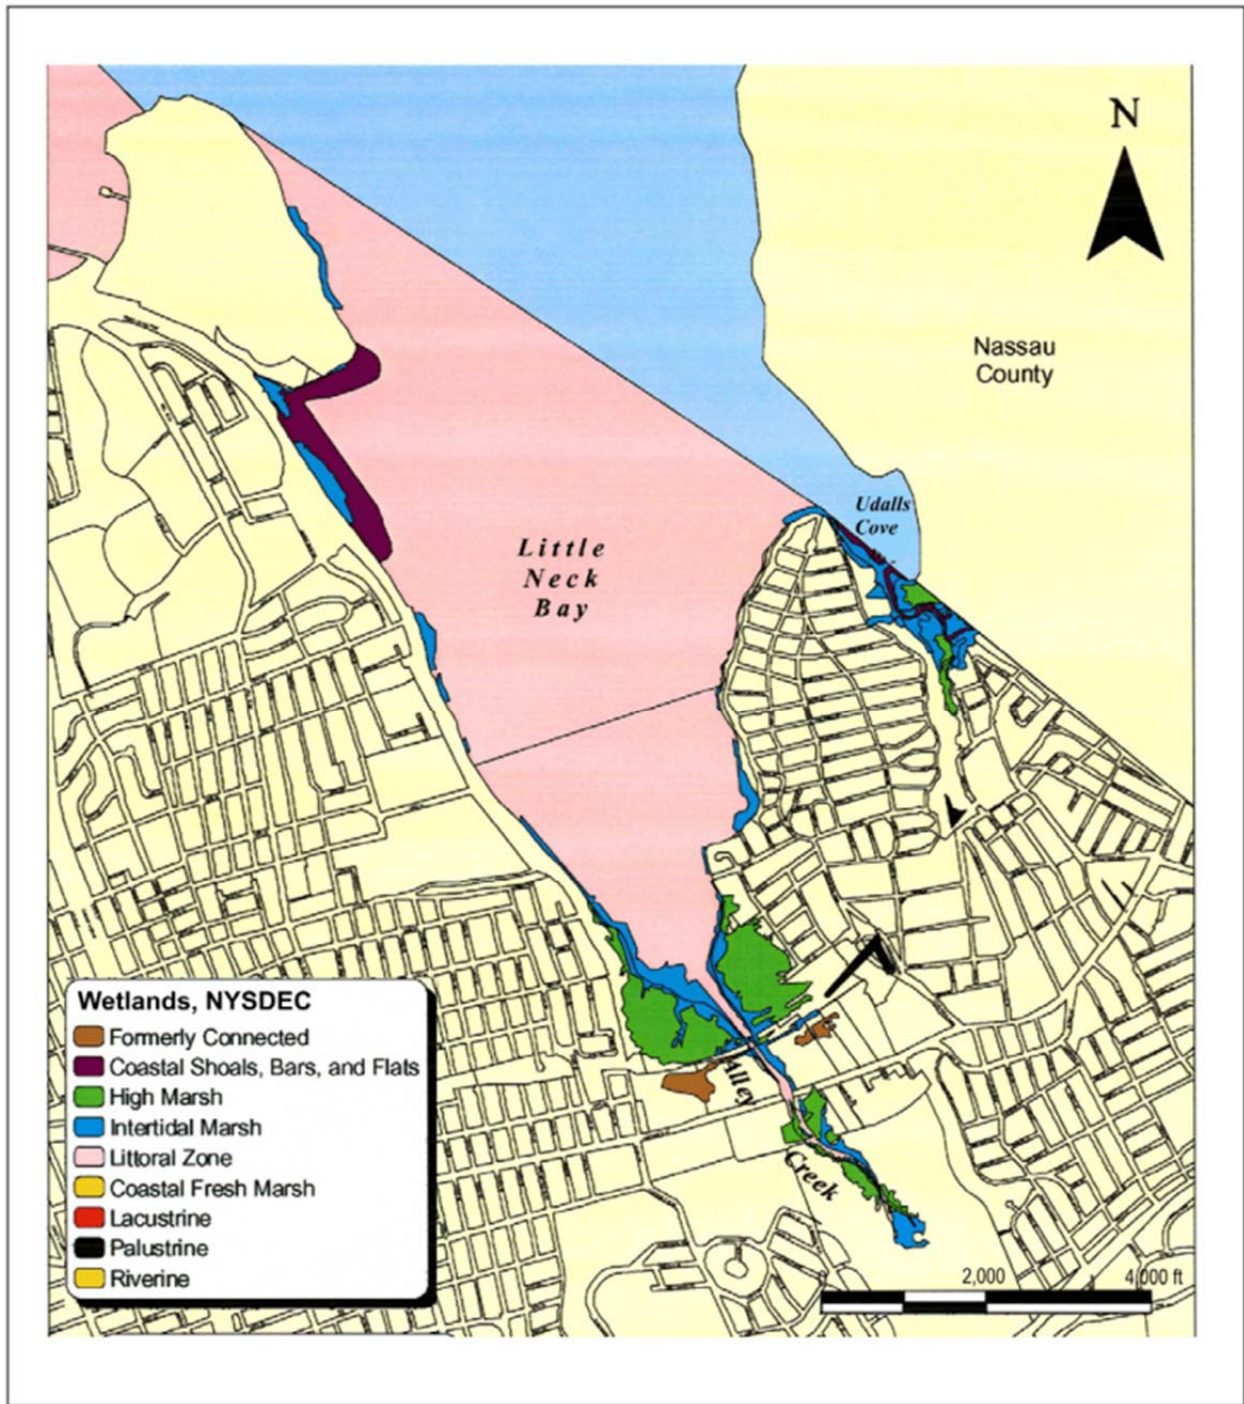 N
Nassau
County
Udalls
Cove
Little
Neck
Bay
Alley
Creek
Wetlands, NYSDEC
Formerly Connected
Coastal Shoals, Bars, and Flats
High Marsh
Intertidal Marsh
Littoral Zone
Coastal Fresh Marsh
Lacustrine
Palustrine
Riverine
2,000 4,000 ft